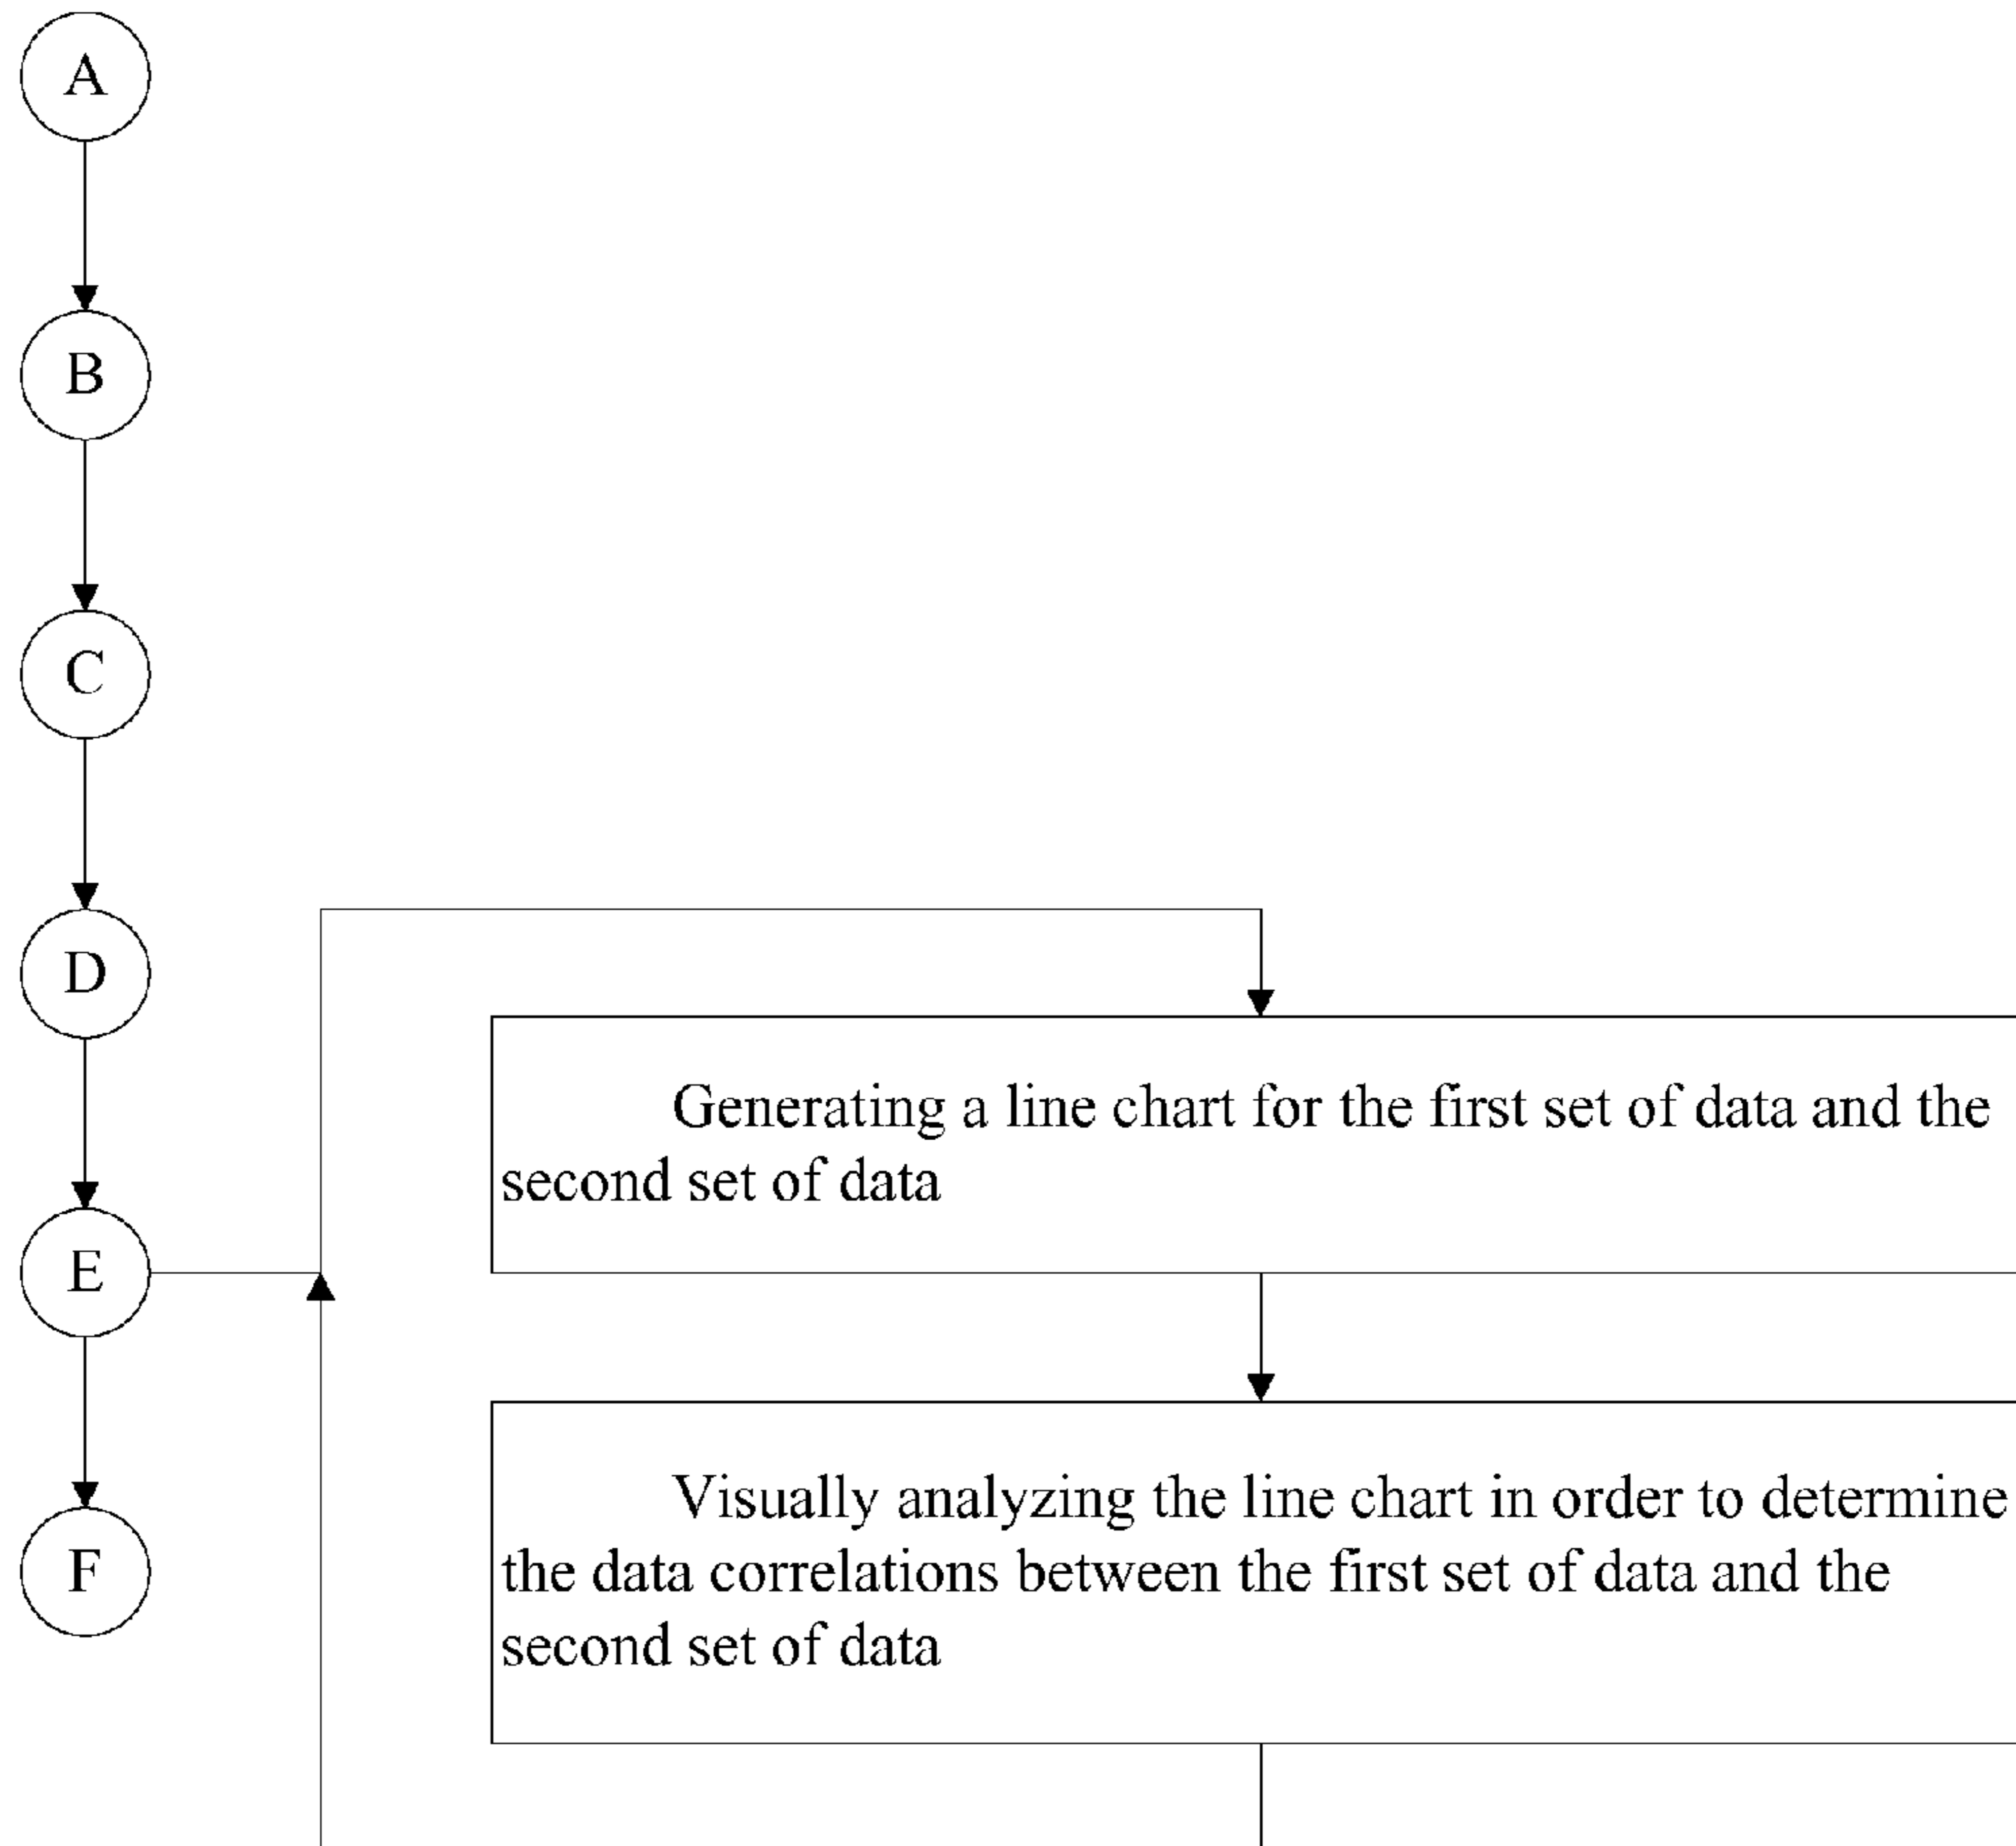 A
B
C
D
E
F
Generating a line chart for the first set of data and the
second set of data
Visually analyzing the line chart in order to determine
the data correlations between the first set of data and the
second set of data